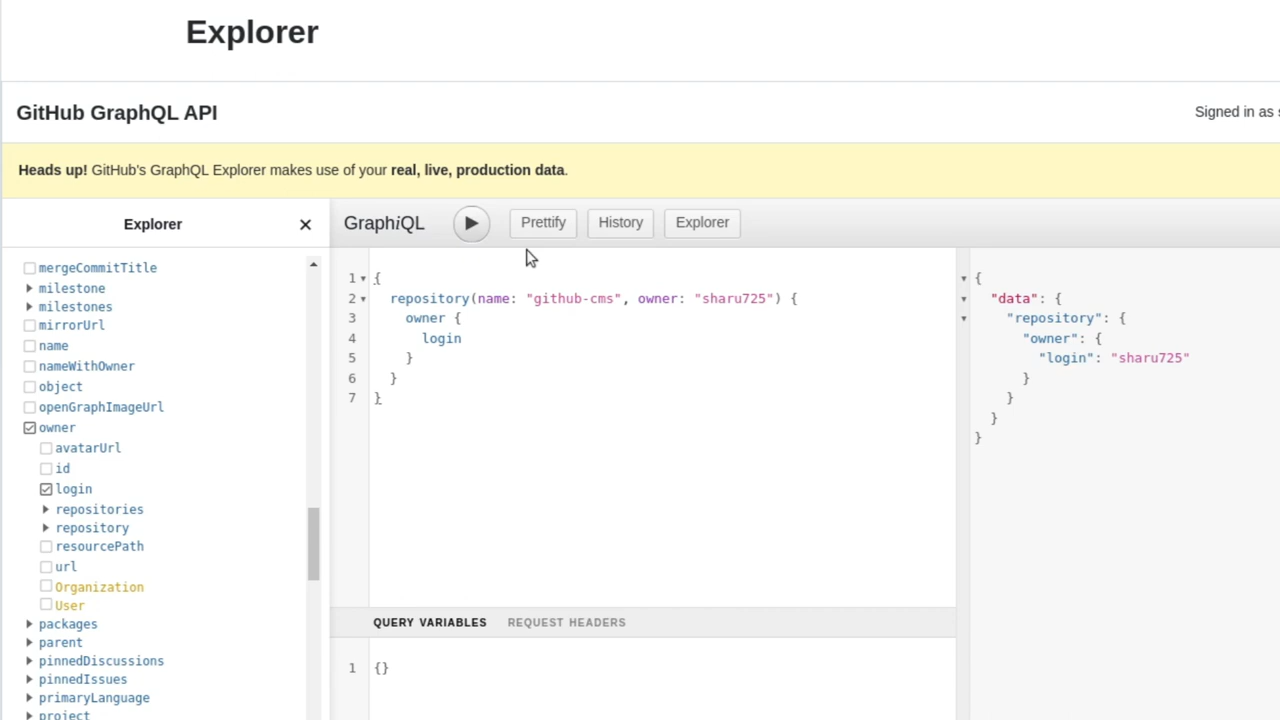 Explorer
GitHub GraphQL API
Signed in as
Heads up! GitHub's GraphQL Explorer makes use of your real, live, production data.
Explorer ✕
GraphiQL Prettify History Explorer
mergeCommitTitle
milestone
milestones
mirrorUrl
name
nameWithOwner
object
openGraphImageUrl
owner
avatarUrl
id
login
repositories
repository
resourcePath
url
Organization
User
packages
parent
pinnedDiscussions
pinnedIssues
primaryLanguage
project
1 {
2 repository(name: "github-cms", owner: "sharu725") {
3 owner {
4 login
5 }
6 }
7 }
QUERY VARIABLES REQUEST HEADERS
1 {}
{
"data": {
"repository": {
"owner": {
"login": "sharu725"
}
}
}
}